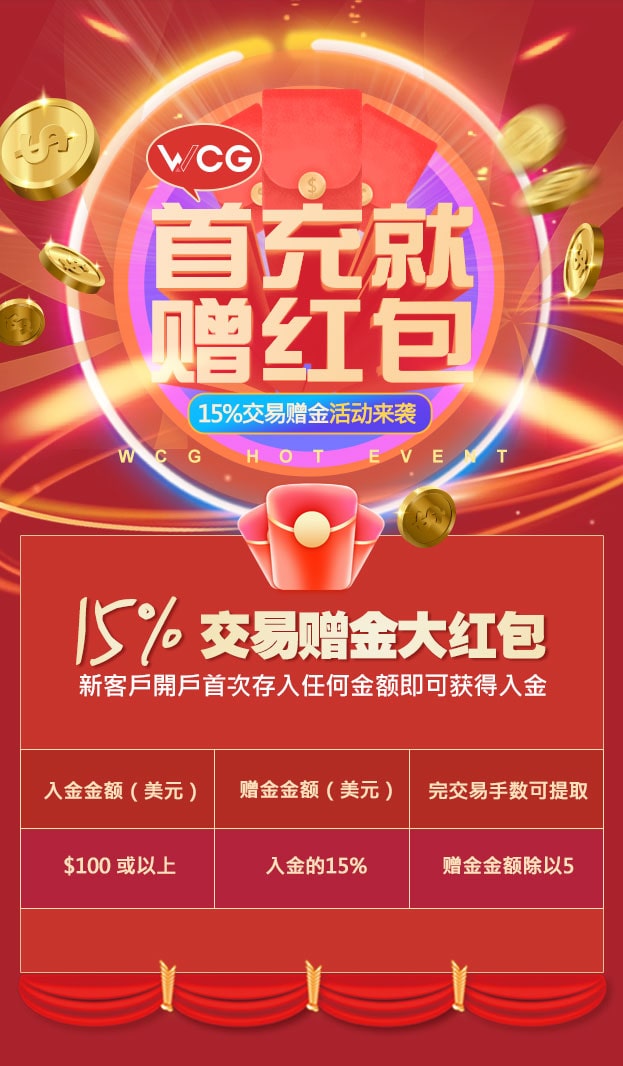 WCG
首充就
赠红包
15%交易赠金活动来袭
WCG HOT EVENT
15% 交易赠金大红包
新客戶開戶首次存入任何金额即可获得入金
入金金额（美元） 赠金金额（美元） 完交易手数可提取
$100 或以上 入金的15% 赠金金额除以5